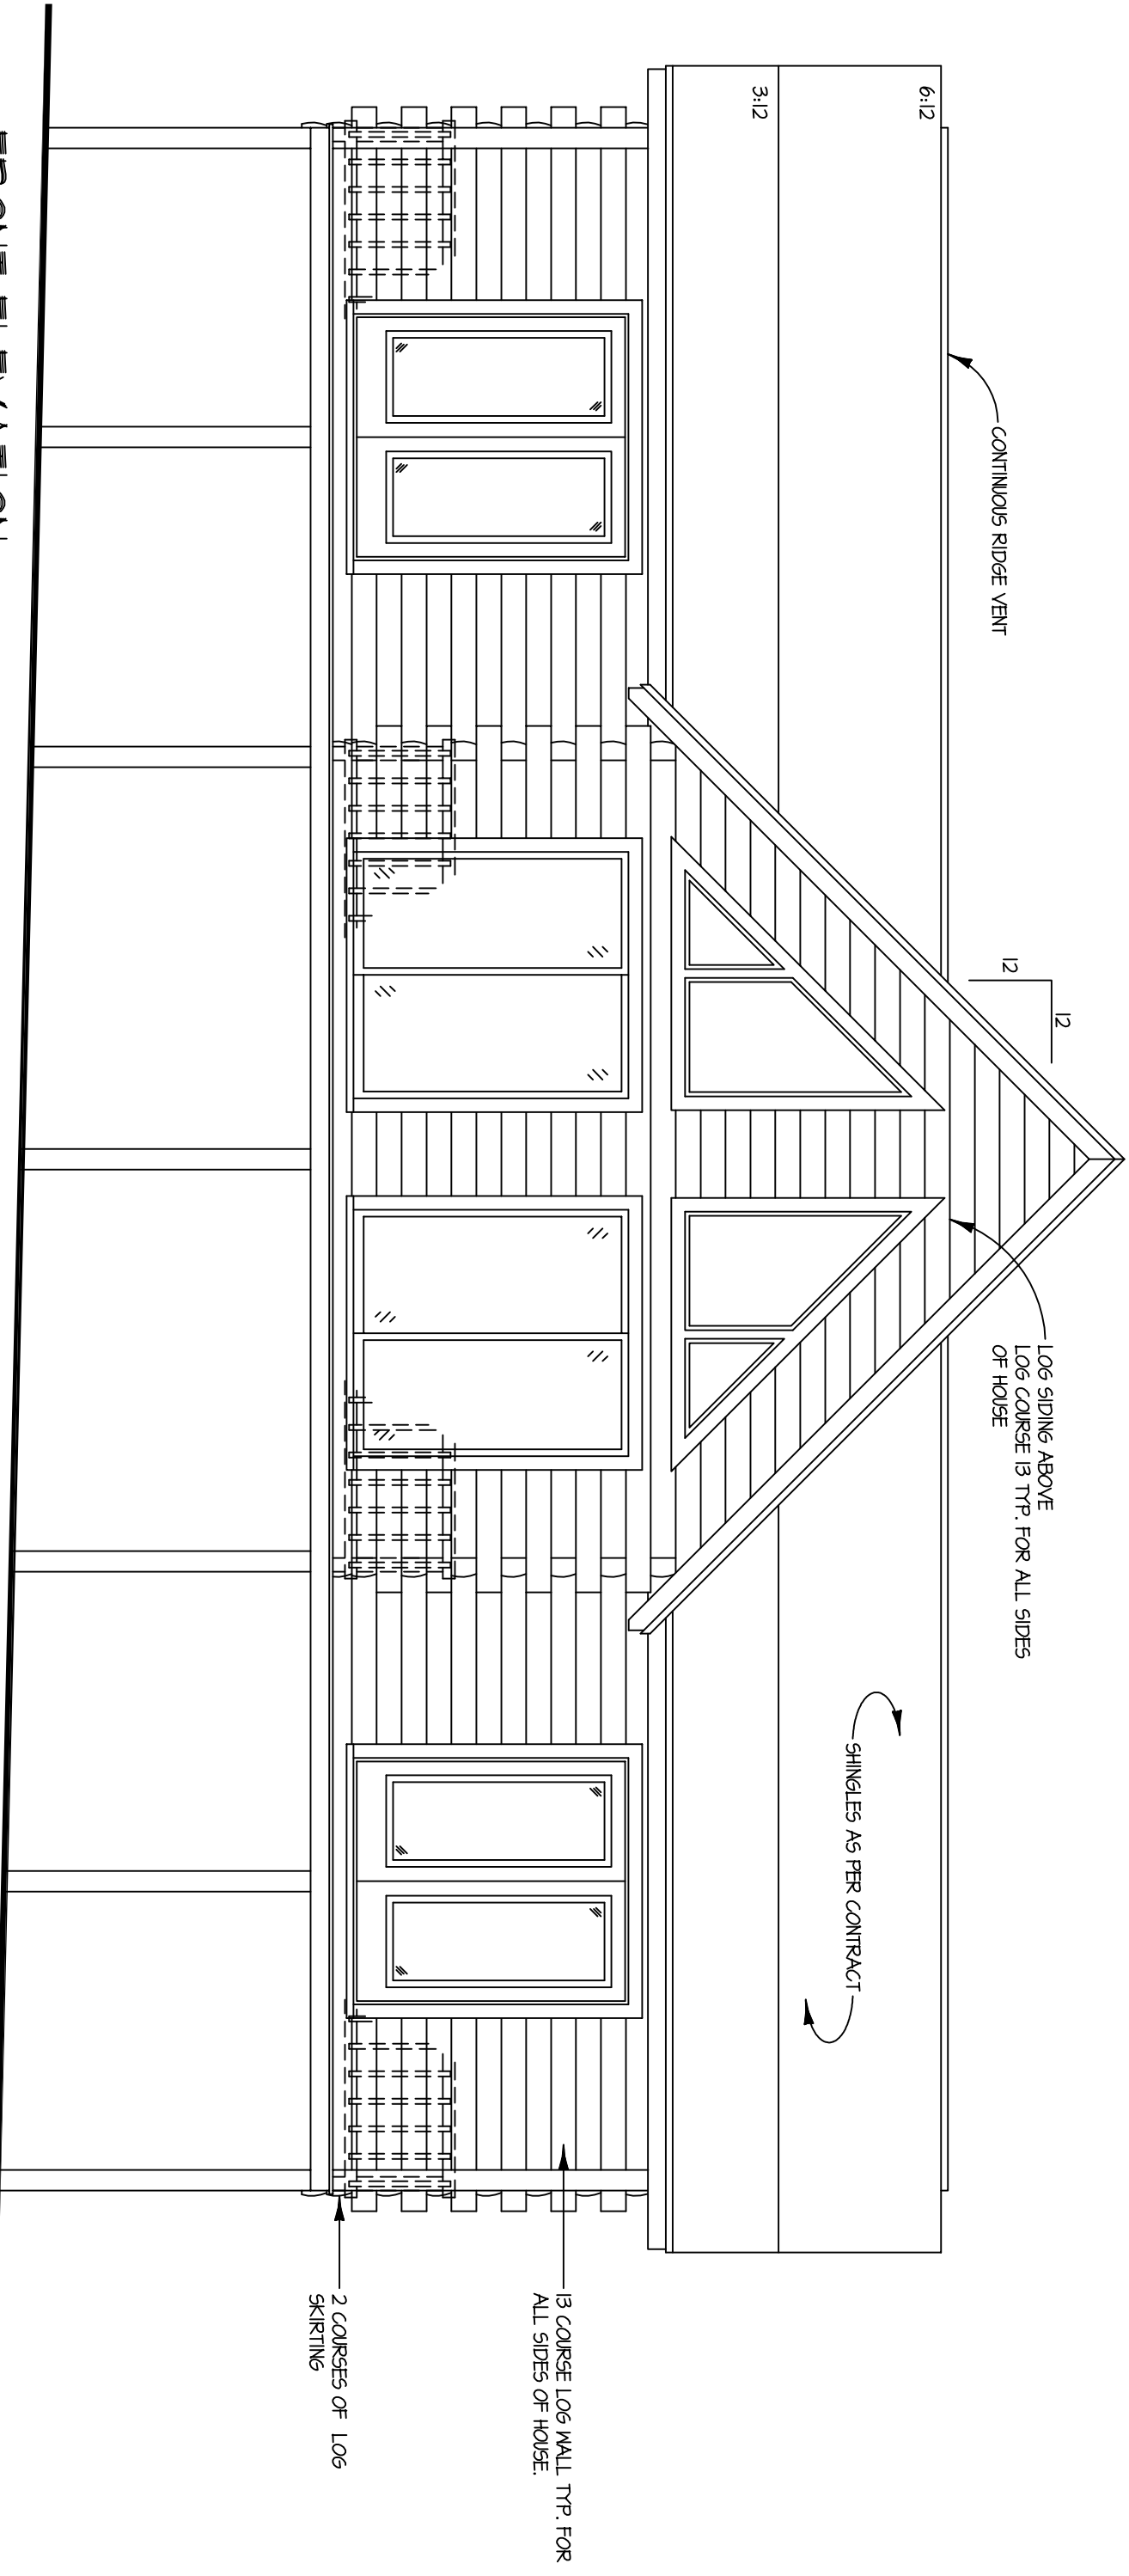 12
12
CONTINUOUS RIDGE VENT
LOG SIDING ABOVE
LOG COURSE 13 TYP. FOR ALL SIDES
OF HOUSE
6:12
3:12
SHINGLES AS PER CONTRACT
13 COURSE LOG WALL TYP. FOR
ALL SIDES OF HOUSE.
2 COURSES OF LOG
SKIRTING
FRONT ELEVATION